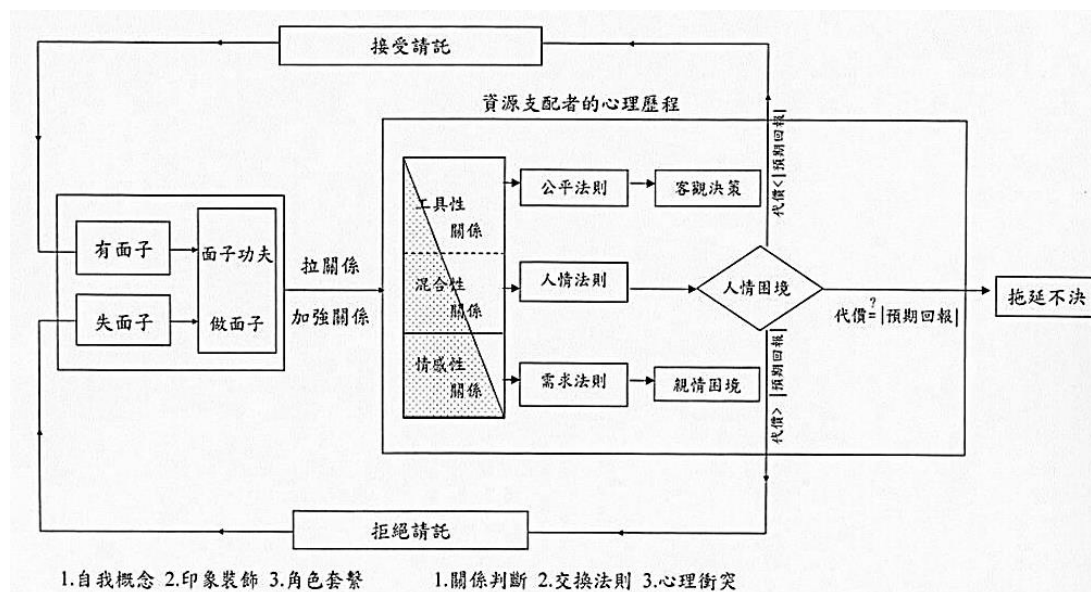 接受請託
資源支配者的心理歷程
工具性
關係
混合性
關係
情感性
關係
公平法則
客觀決策
人情法則
人情困境
需求法則
親情困境
代價<|預期回報|
代價=|預期回報|
?
代價>|預期回報|
拖延不決
有面子
失面子
面子功夫
做面子
拉關係
加強關係
拒絕請託
1.自我概念 2.印象裝飾 3.角色套繫
1.關係判斷 2.交換法則 3.心理衝突